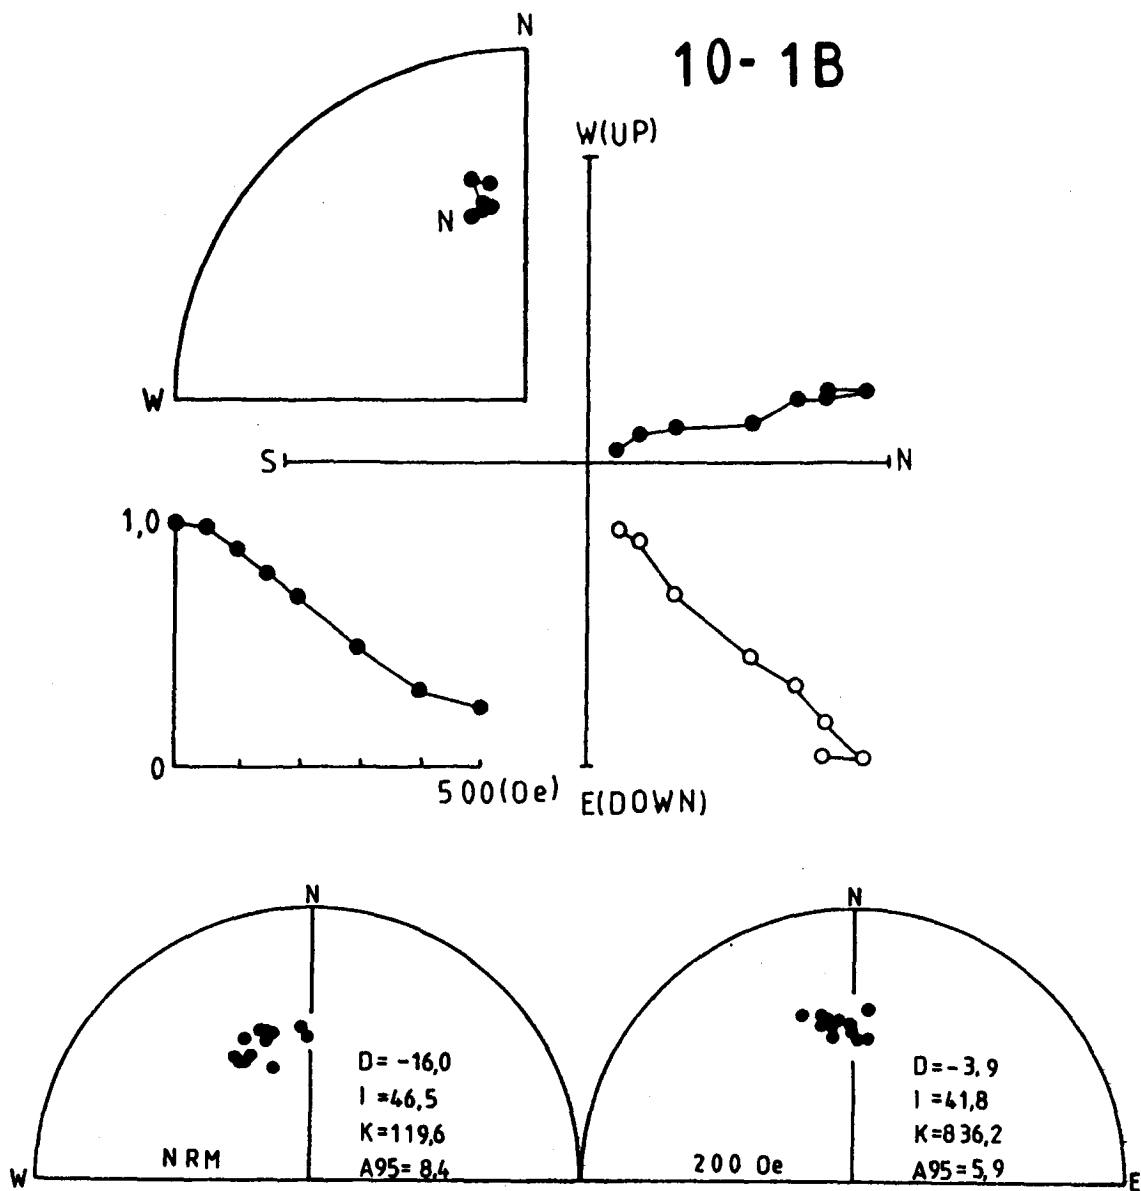 N
10-1B
W(UP)
N
W
S
N
1,0
0
500(Oe)
E(DOWN)
N
N
D= -16,0
I =46,5
K=119,6
A95= 8,4
NRM
W
D=-3,9
I =41,8
K=836,2
A95=5,9
200 Oe
E